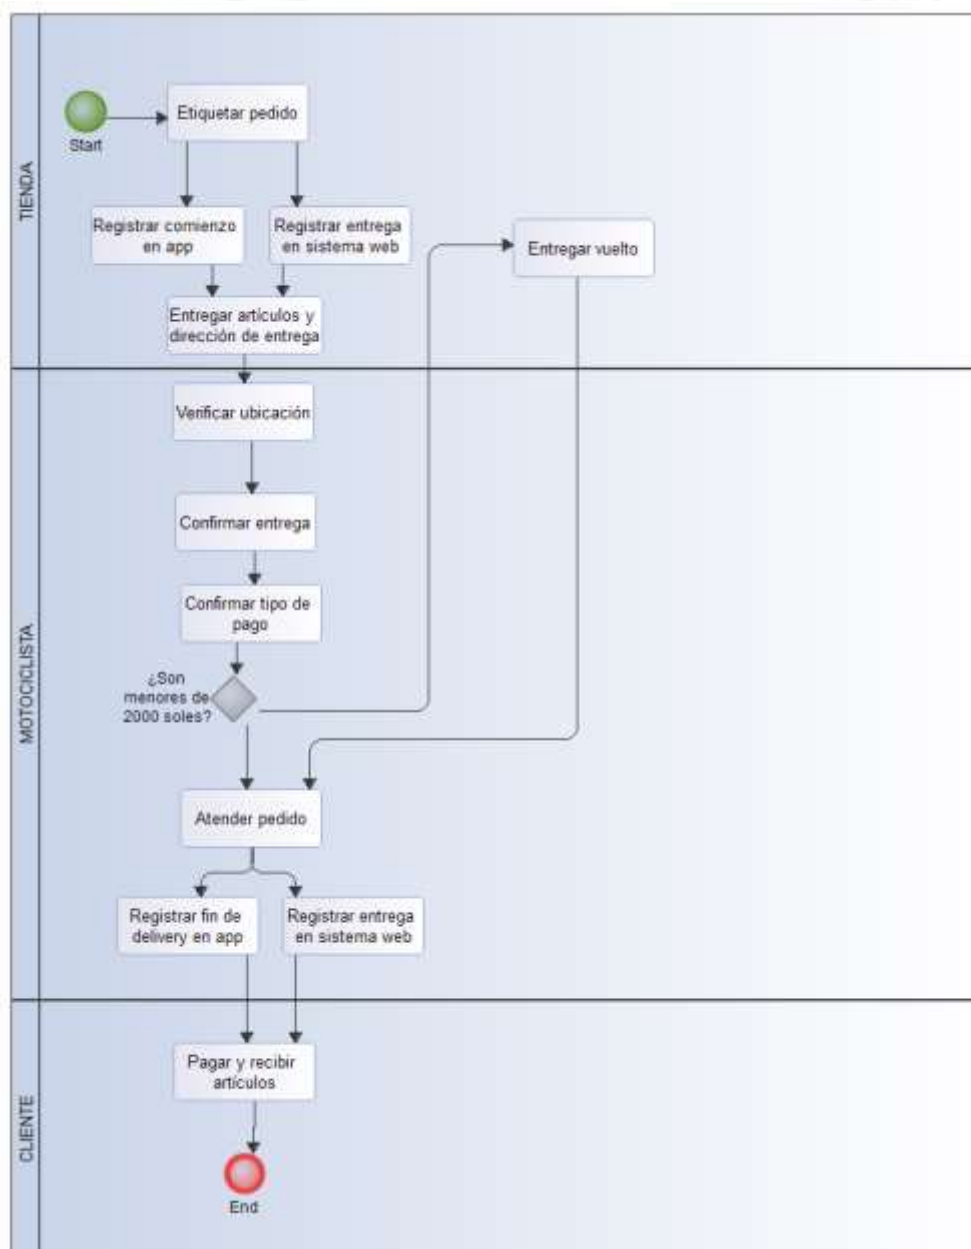 TIENDA
Start
Etiquetar pedido
Registrar comienzo
en app
Registrar entrega
en sistema web
Entregar vuelto
Entregar artículos y
dirección de entrega
MOTOCICLISTA
Verificar ubicación
Confirmar entrega
Confirmar tipo de
pago
¿Son
menores de
2000 soles?
Atender pedido
Registrar fin de
delivery en app
Registrar entrega
en sistema web
CLIENTE
Pagar y recibir
artículos
End